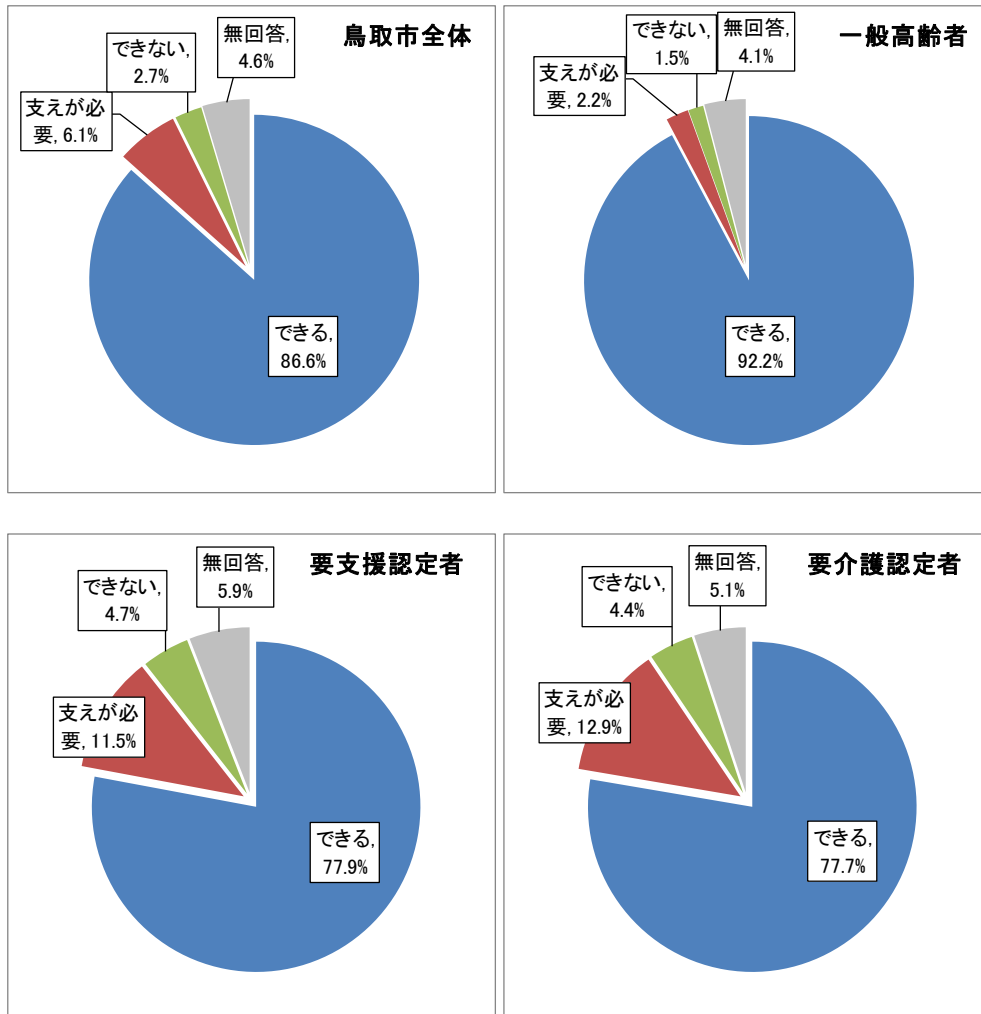 鳥取市全体
無回答,
4.6%
できない,
2.7%
支えが必
要, 6.1%
できる,
86.6%
一般高齢者
無回答,
4.1%
できない,
1.5%
支えが必
要, 2.2%
できる,
92.2%
要支援認定者
無回答,
5.9%
できない,
4.7%
支えが必
要, 11.5%
できる,
77.9%
要介護認定者
無回答,
5.1%
できない,
4.4%
支えが必
要, 12.9%
できる,
77.7%